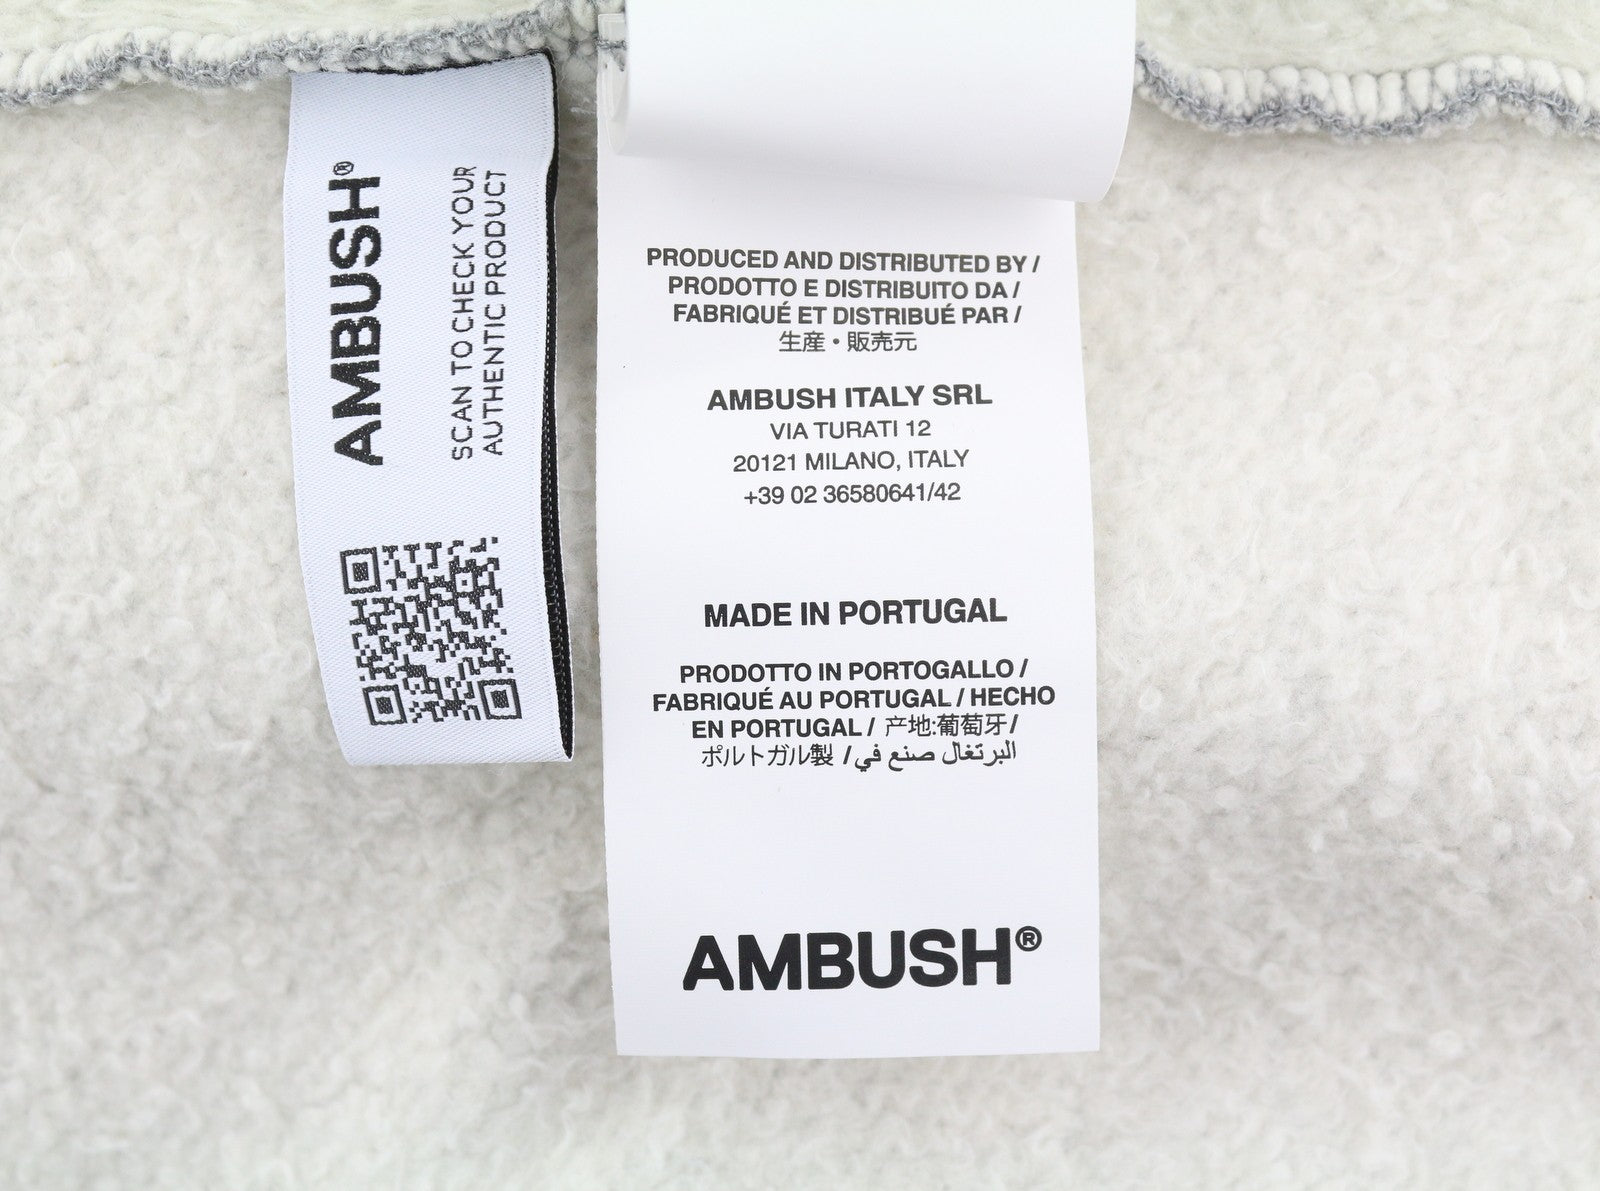 AMBUSH®
SCAN TO CHECK YOUR
AUTHENTIC PRODUCT
PRODUCED AND DISTRIBUTED BY /
PRODOTTO E DISTRIBUITO DA /
FABRIQUÉ ET DISTRIBUÉ PAR /
生産・販売元
AMBUSH ITALY SRL
VIA TURATI 12
20121 MILANO, ITALY
+39 02 36580641/42
MADE IN PORTUGAL
PRODOTTO IN PORTOGALLO /
FABRIQUÉ AU PORTUGAL / HECHO
EN PORTUGAL / 产地:葡萄牙/
ポルトガル製 / البرتغال صنع في
AMBUSH®